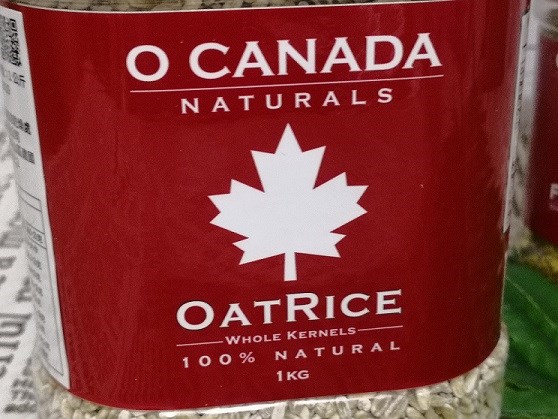 O CANADA
NATURALS
OATRICE
WHOLE KERNELS
100% NATURAL
1KG